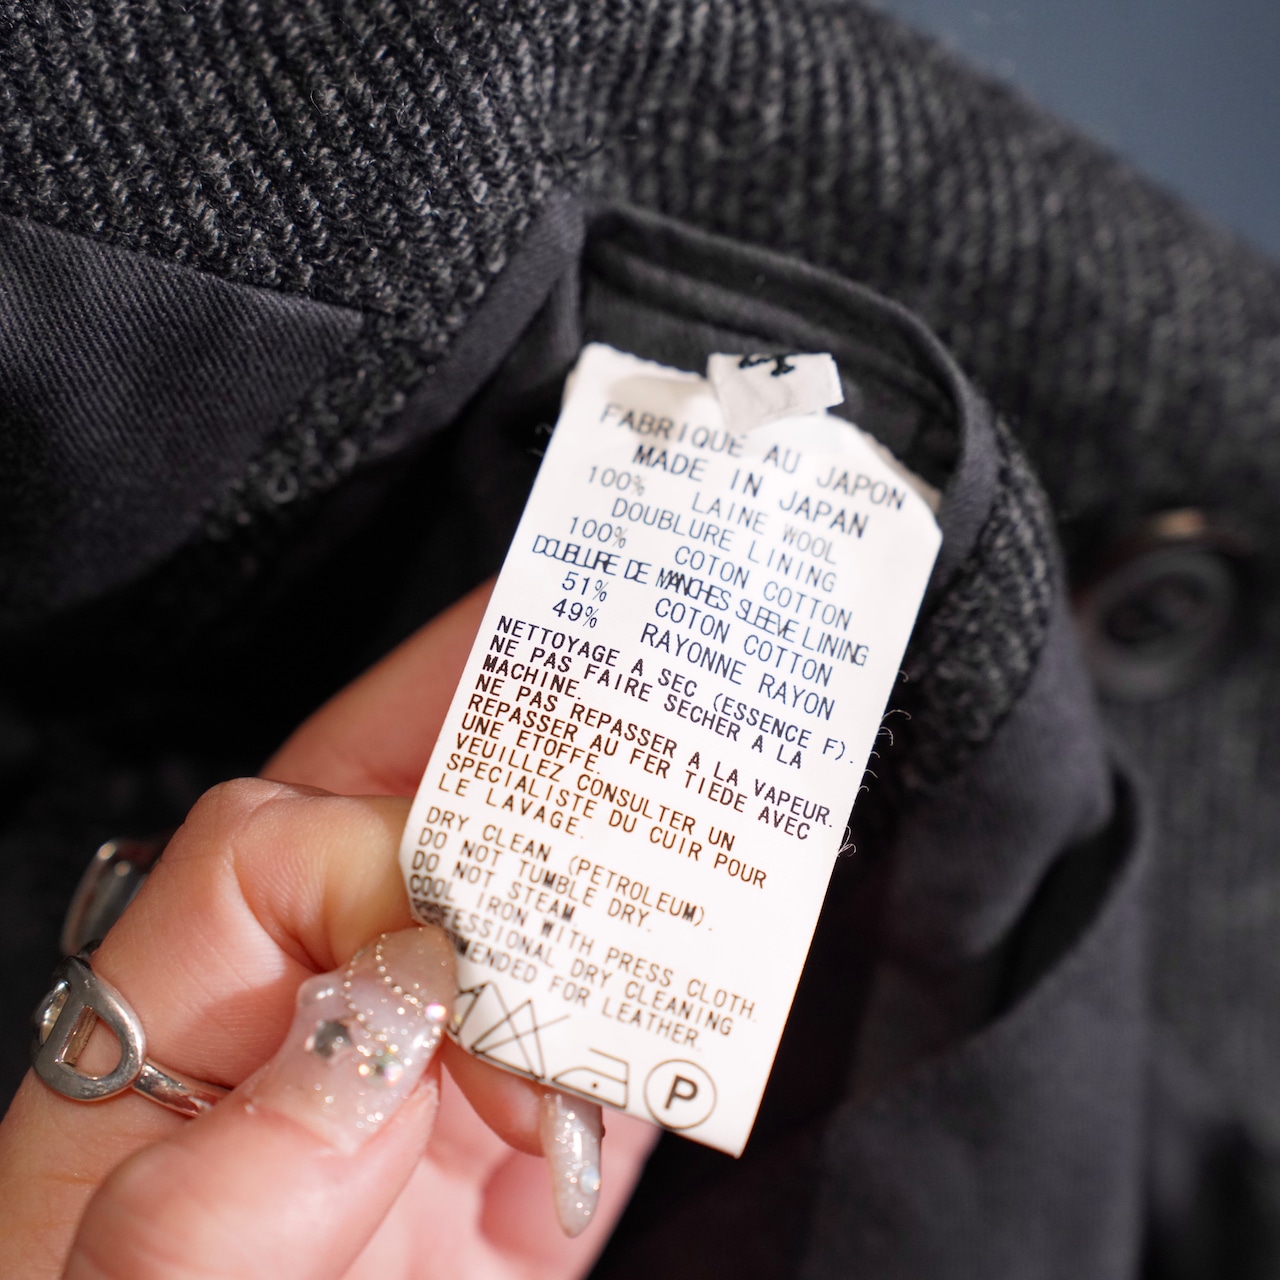 FABRIQUE AU JAPON
MADE IN JAPAN
100% LAINE WOOL
DOUBLURE LINING
100% COTON COTTON
DOUBLURE DE MANCHES SLEEVE LINING
51% COTON COTTON
49% RAYONNE RAYON
NETTOYAGE A SEC (ESSENCE F).
NE PAS FAIRE SECHER A LA
MACHINE.
NE PAS REPASSER A LA VAPEUR.
REPASSER AU FER TIEDE AVEC
UNE ETOFFE.
VEUILLEZ CONSULTER UN
SPECIALISTE DU CUIR POUR
LE LAVAGE.
DRY CLEAN (PETROLEUM).
DO NOT TUMBLE DRY.
DO NOT STEAM.
COOL IRON WITH PRESS CLOTH.
DRY CLEANING
FOR LEATHER.
P